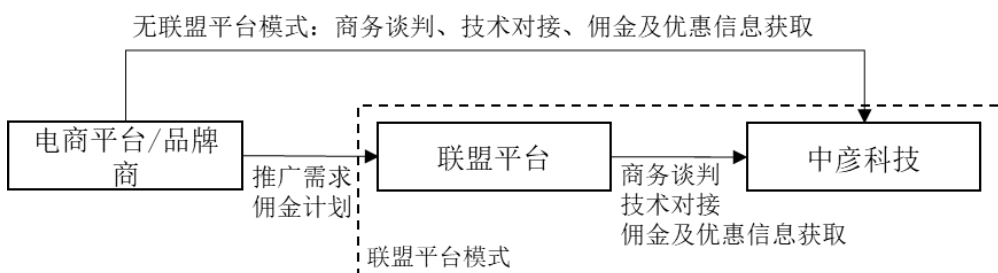 无联盟平台模式：商务谈判、技术对接、佣金及优惠信息获取
电商平台/品牌
商
联盟平台
中彦科技
推广需求
佣金计划
商务谈判
技术对接
佣金及优惠信息获取
联盟平台模式